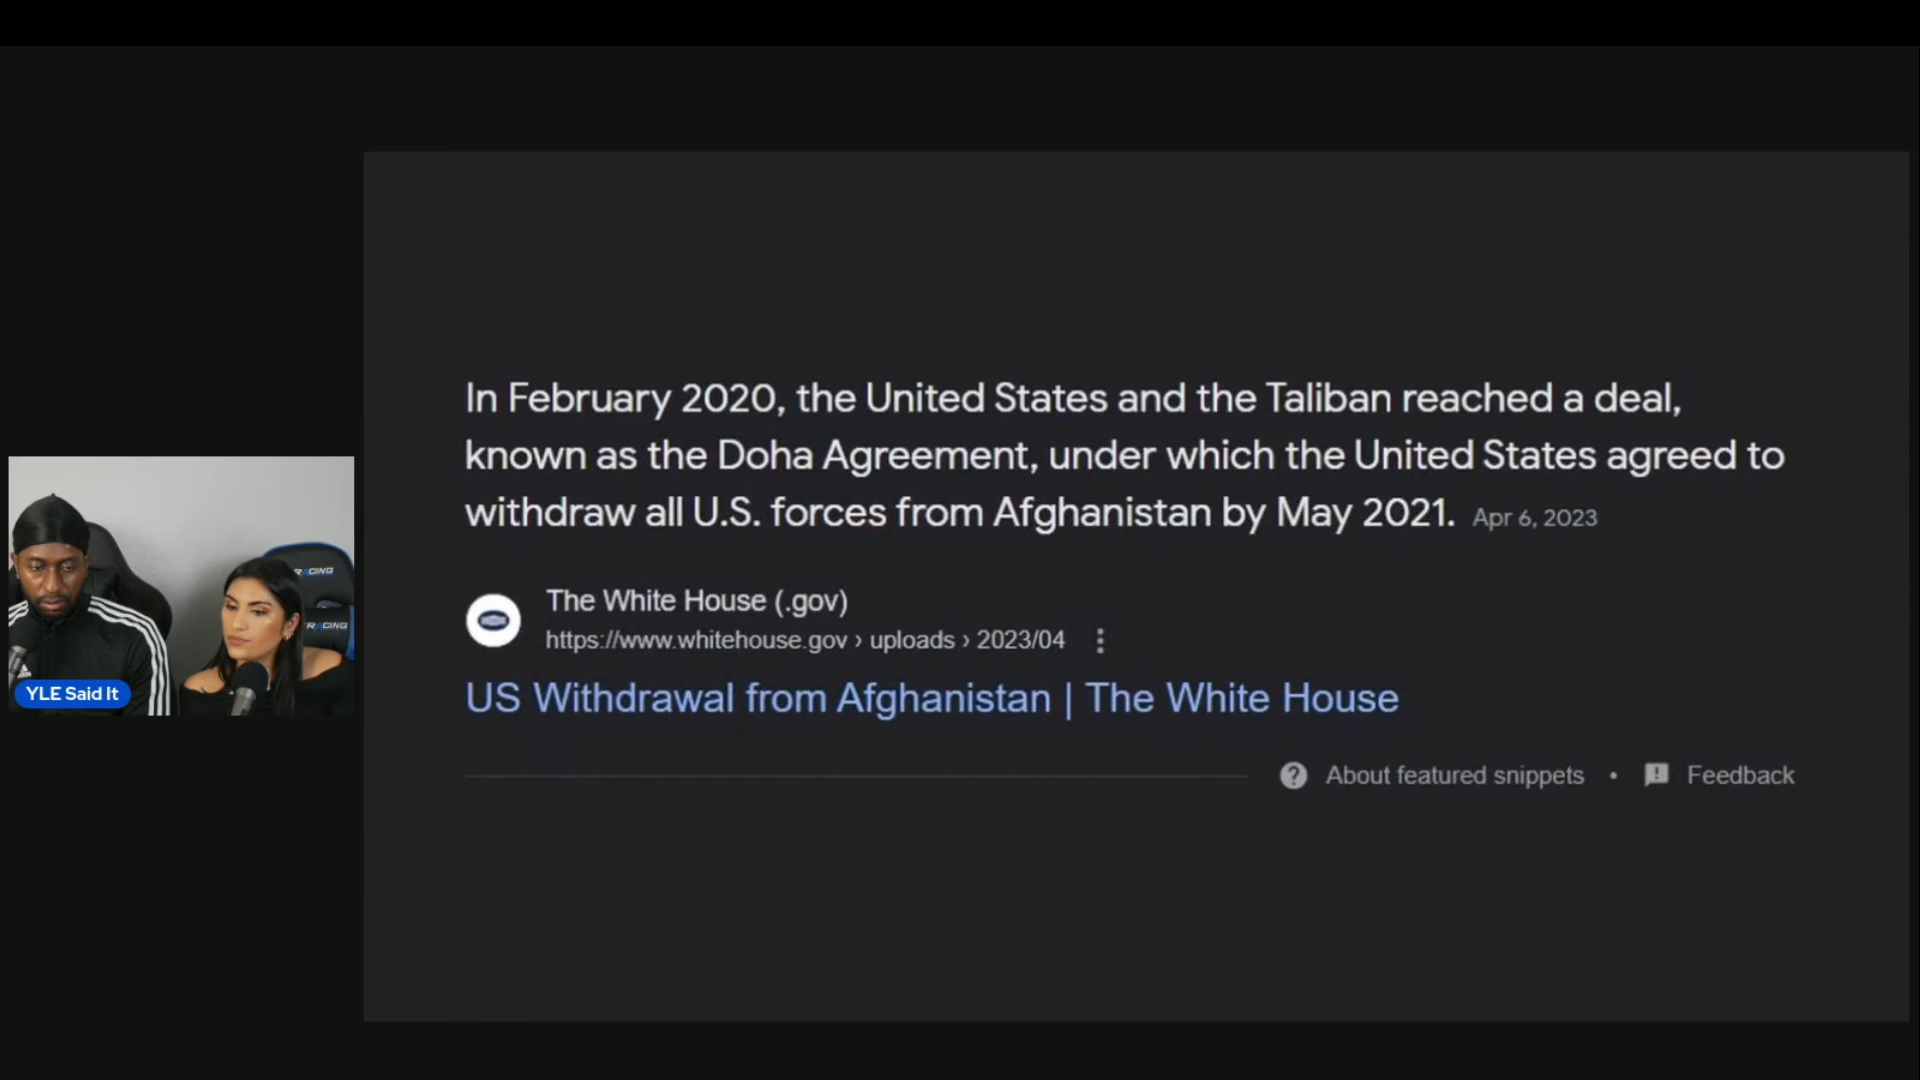 In February 2020, the United States and the Taliban reached a deal,
known as the Doha Agreement, under which the United States agreed to
withdraw all U.S. forces from Afghanistan by May 2021. Apr 6, 2023
The White House (.gov)
https://www.whitehouse.gov › uploads › 2023/04
US Withdrawal from Afghanistan | The White House
About featured snippets • Feedback
RACING
RACING
YLE Said It